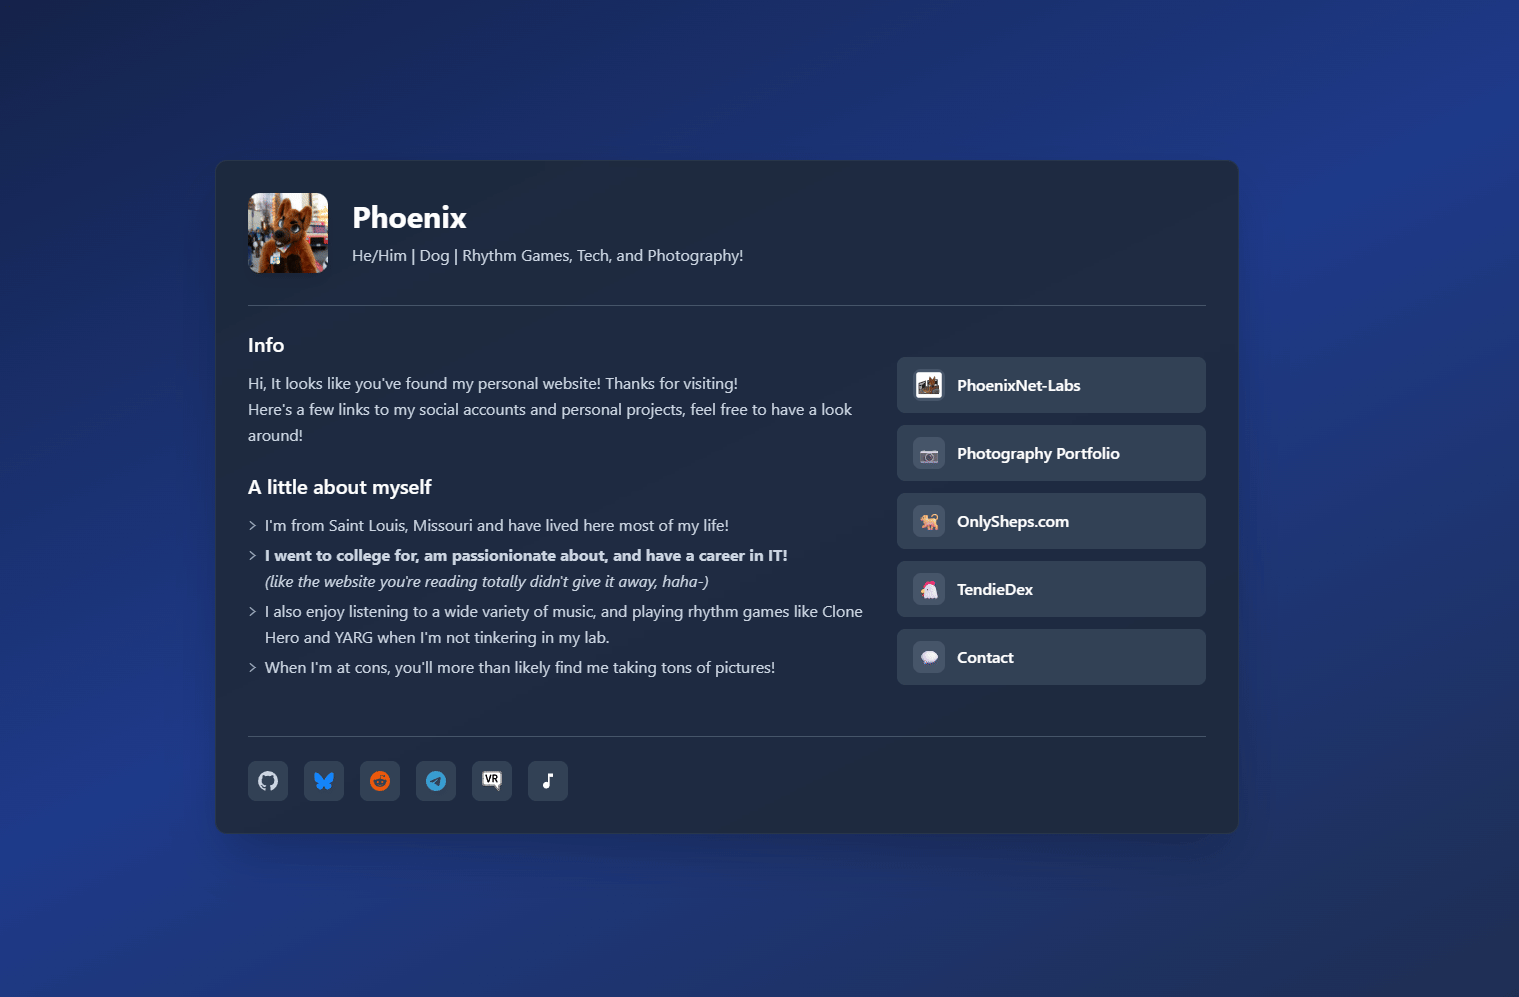 Phoenix
He/Him | Dog | Rhythm Games, Tech, and Photography!
Info
Hi, It looks like you've found my personal website! Thanks for visiting!
Here's a few links to my social accounts and personal projects, feel free to have a look
around!
A little about myself
> I'm from Saint Louis, Missouri and have lived here most of my life!
> I went to college for, am passionionate about, and have a career in IT!
(like the website you're reading totally didn't give it away, haha-)
> I also enjoy listening to a wide variety of music, and playing rhythm games like Clone
Hero and YARG when I'm not tinkering in my lab.
> When I'm at cons, you'll more than likely find me taking tons of pictures!
PhoenixNet-Labs
Photography Portfolio
OnlySheps.com
TendieDex
Contact
VR